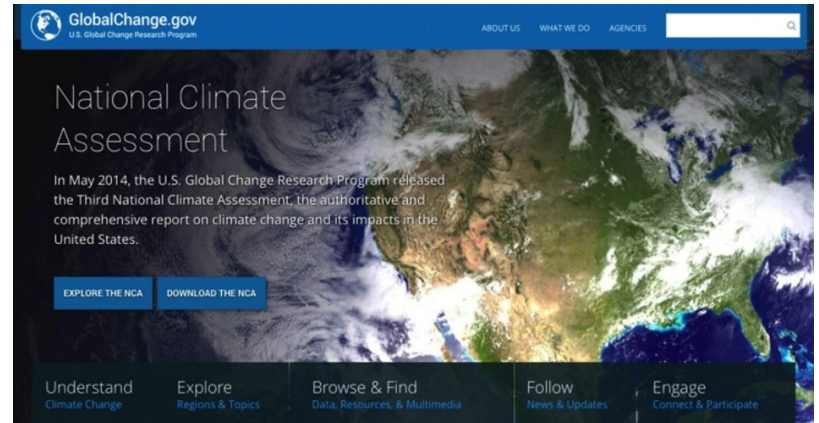 GlobalChange.gov
U.S. Global Change Research Program
ABOUT US WHAT WE DO AGENCIES
National Climate
Assessment
In May 2014, the U.S. Global Change Research Program released
the Third National Climate Assessment, the authoritative and
comprehensive report on climate change and its impacts in the
United States.
EXPLORE THE NCA DOWNLOAD THE NCA
Understand Explore Browse & Find Follow Engage
Climate Change Regions & Topics Data, Resources, & Multimedia News & Updates Connect & Participate